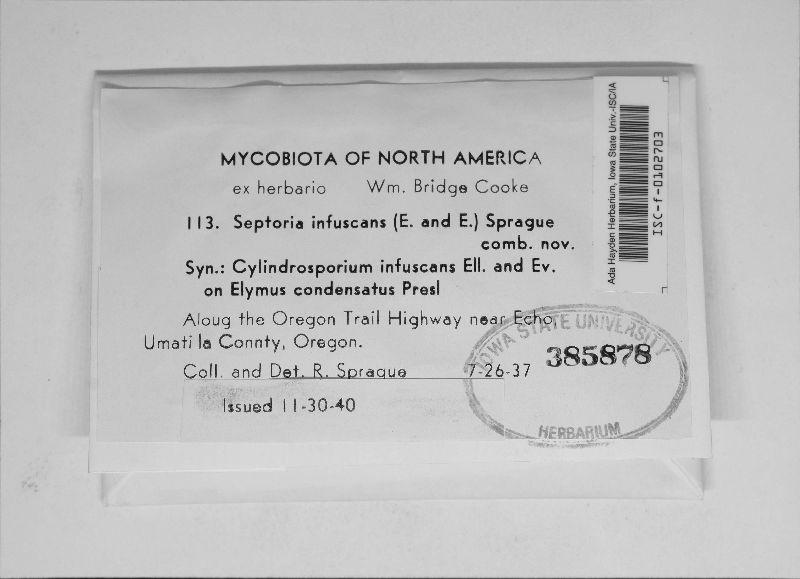 MYCOBIOTA OF NORTH AMERICA
ex herbario Wm. Bridge Cooke
113. Septoria infuscans (E. and E.) Sprague
comb. nov.
Syn.: Cylindrosporium infuscans Ell. and Ev.
on Elymus condensatus Presl
Aloug the Oregon Trail Highway near Echo,
Umati la Connty, Oregon.
Coll. and Det. R. Sprague 7-26-37
Issued 11-30-40
IOWA STATE UNIVERSITY
385878
HERBARIUM
Ada Hayden Herbarium, Iowa State Univ.-ISC/IA
ISC-f-0102703